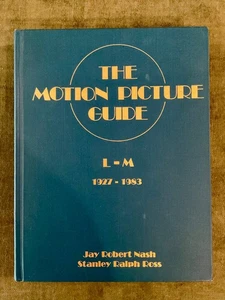 THE
MOTION PICTURE
GUIDE
L-M
1927-1983
Jay Robert Nash
Stanley Ralph Ross